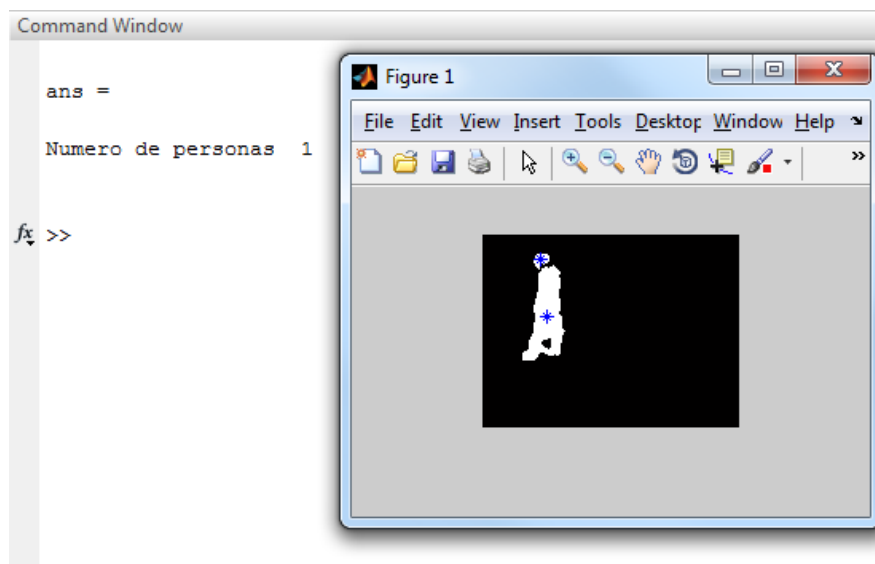 Command Window
ans =
Numero de personas 1
fx >>
Figure 1
File Edit View Insert Tools Desktop Window Help
»